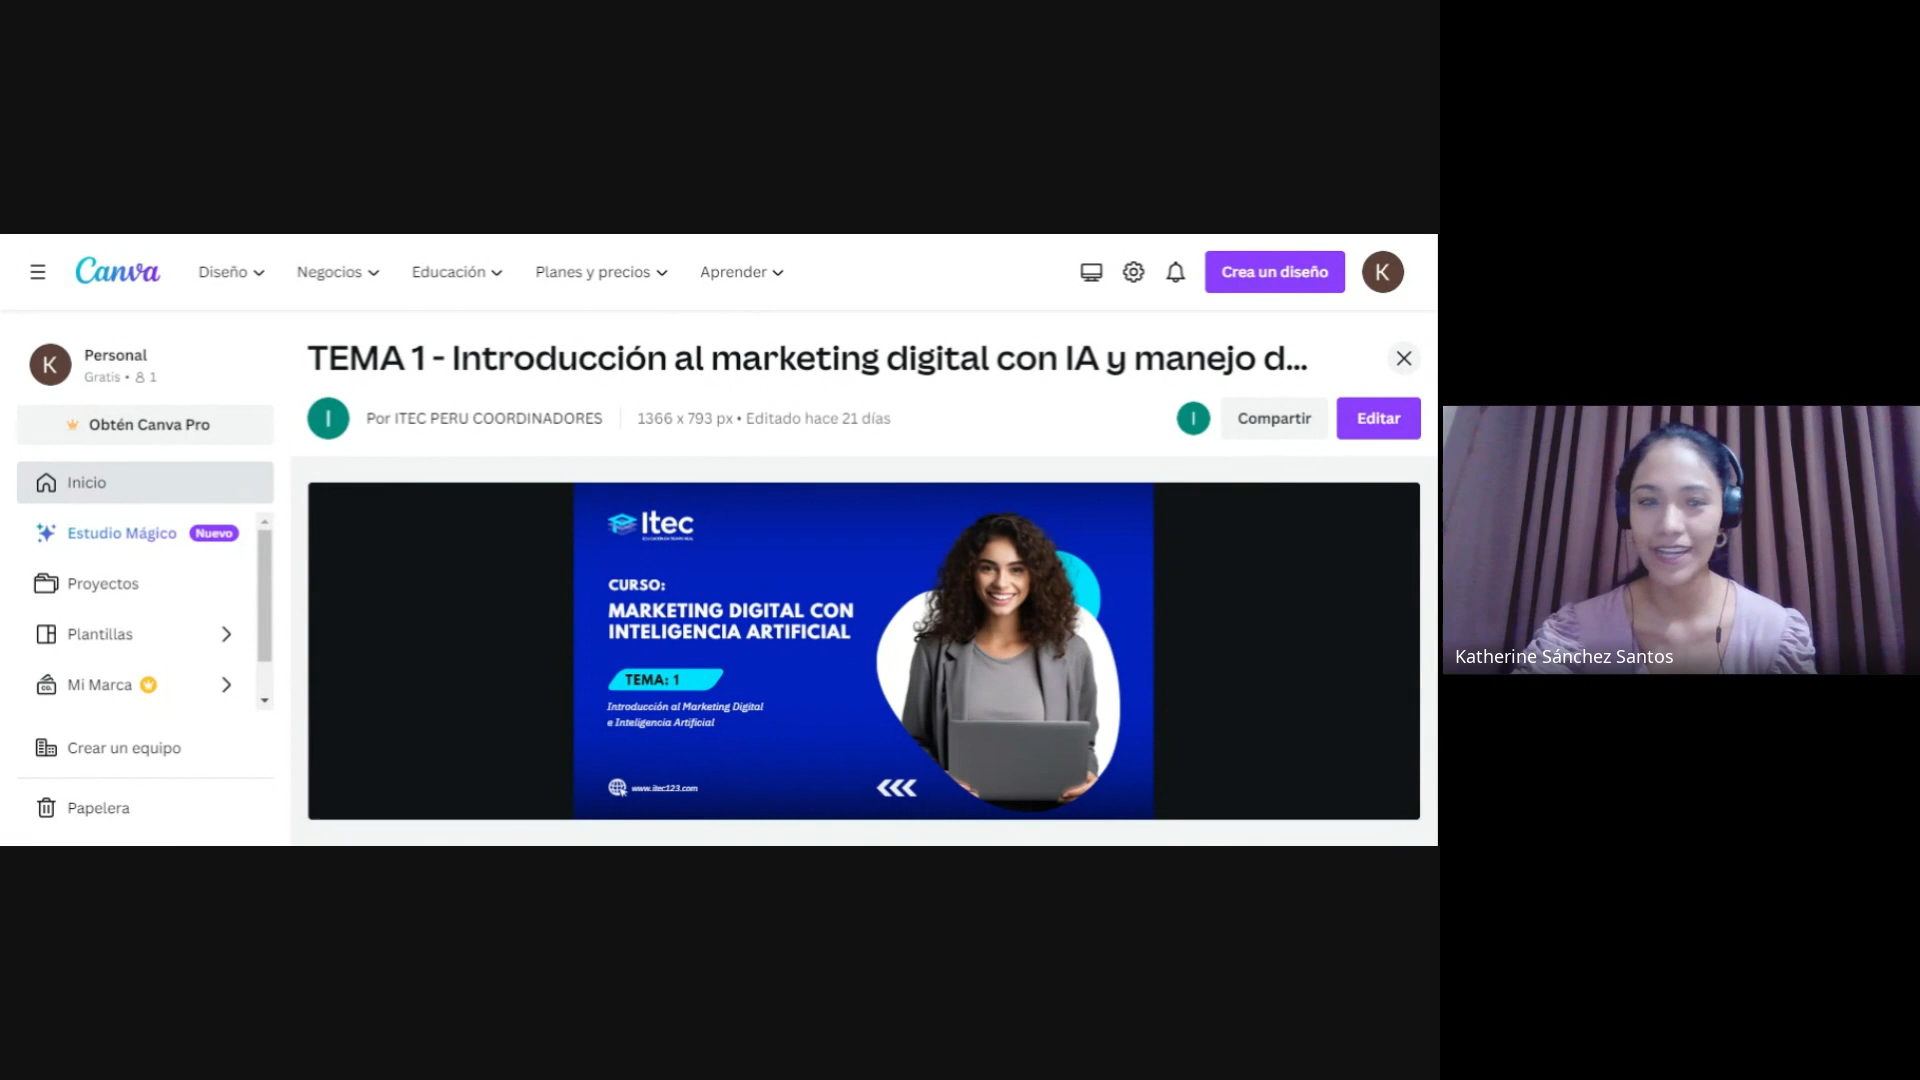 Canva
Diseño
Negocios
Educación
Planes y precios
Aprender
Crea un diseño
K
K
Personal
Gratis • 1
Obtén Canva Pro
Inicio
Estudio Mágico Nuevo
Proyectos
Plantillas
Mi Marca
Crear un equipo
Papelera
TEMA 1 - Introducción al marketing digital con IA y manejo d...
I
Por ITEC PERU COORDINADORES
1366 x 793 px • Editado hace 21 días
I
Compartir
Editar
Itec
CURSO:
MARKETING DIGITAL CON
INTELIGENCIA ARTIFICIAL
TEMA: 1
Introducción al Marketing Digital
e Inteligencia Artificial
www.itec123.com
Katherine Sánchez Santos